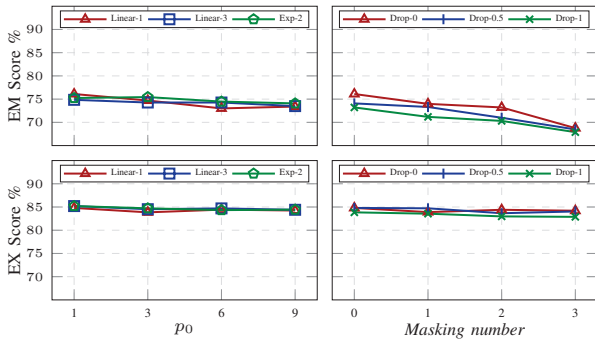 Linear-1 Linear-3 Exp-2
Drop-0 Drop-0.5 Drop-1
EM Score %
90
85
80
75
70
Linear-1 Linear-3 Exp-2
Drop-0 Drop-0.5 Drop-1
EX Score %
90
85
80
75
70
1 3 6 9
0 1 2 3
p0
Masking number